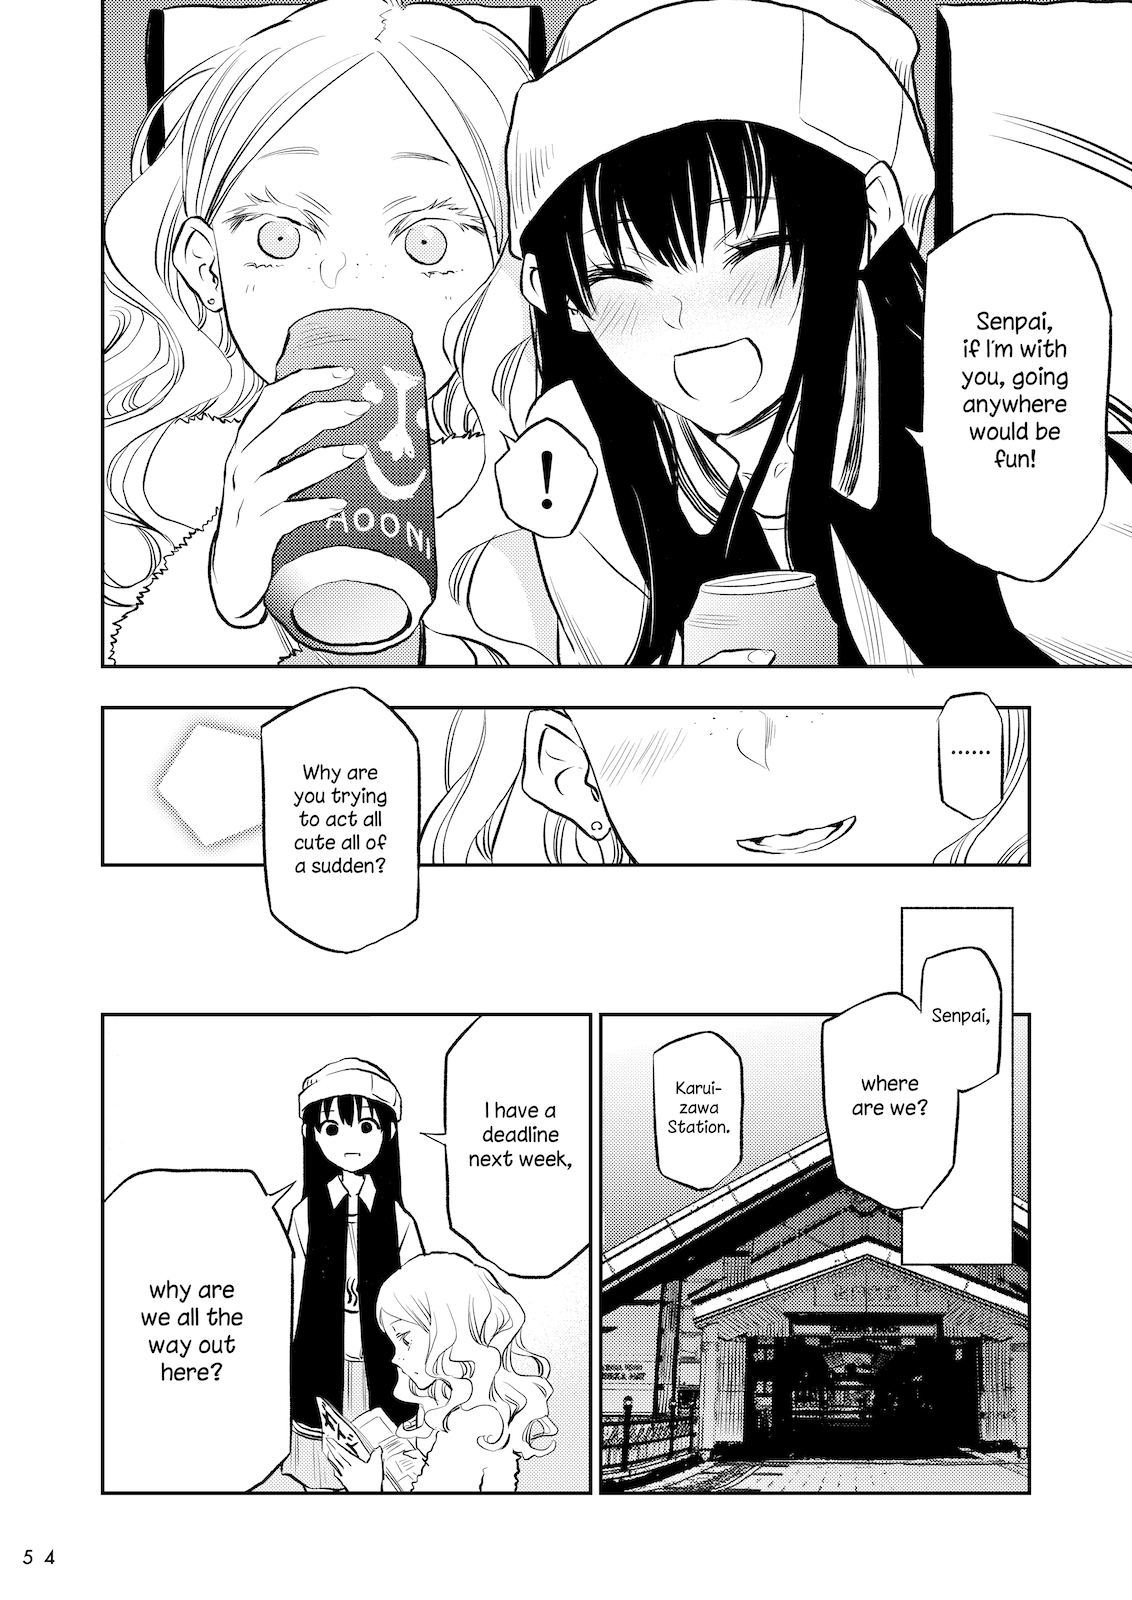 Senpai,
if I'm with
you, going
anywhere
would be
fun!
!
AOONI
......
Why are
you trying
to act all
cute all of
a sudden?
Senpai,
where
are we?
Karui-
zawa
Station.
I have a
deadline
next week,
why are
we all the
way out
here?
54